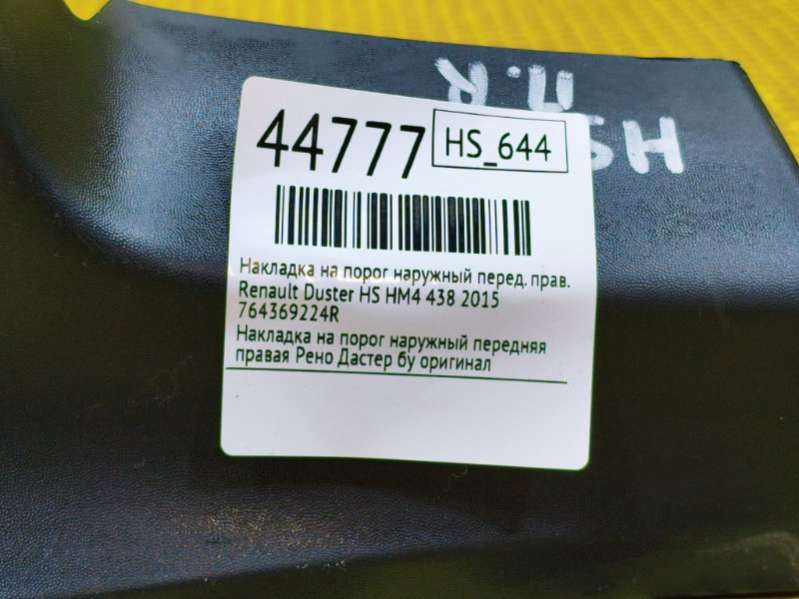 П.R
HS
44777
HS_644
Накладка на порог наружный перед. прав.
Renault Duster HS HM4 438 2015
764369224R
Накладка на порог наружный передняя
правая Рено Дастер бу оригинал